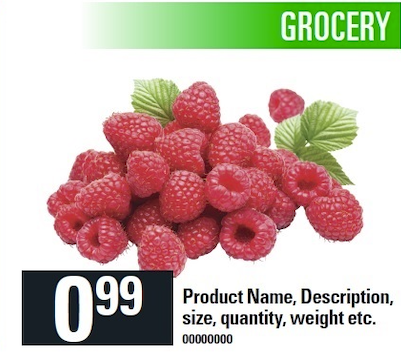 GROCERY
0.99
Product Name, Description,
size, quantity, weight etc.
00000000